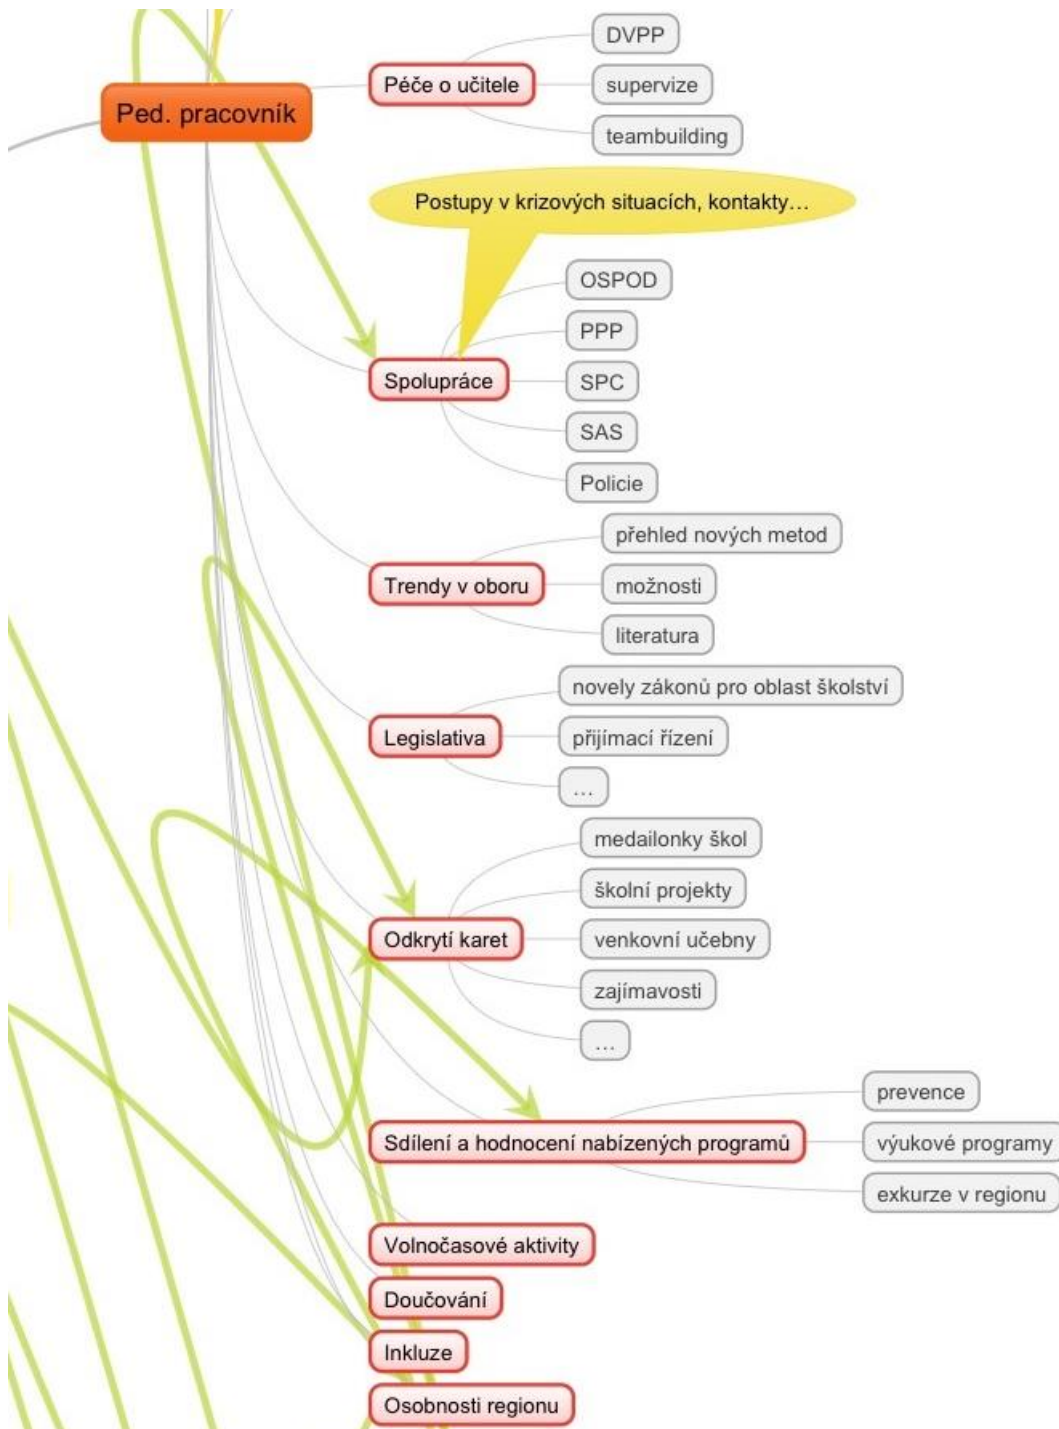 Ped. pracovník
Péče o učitele
DVPP
supervize
teambuilding
Postupy v krizových situacích, kontakty…
Spolupráce
OSPOD
PPP
SPC
SAS
Policie
Trendy v oboru
přehled nových metod
možnosti
literatura
Legislativa
novely zákonů pro oblast školství
přijímací řízení
…
Odkrytí karet
medailonky škol
školní projekty
venkovní učebny
zajímavosti
…
Sdílení a hodnocení nabízených programů
prevence
výukové programy
exkurze v regionu
Volnočasové aktivity
Doučování
Inkluze
Osobnosti regionu